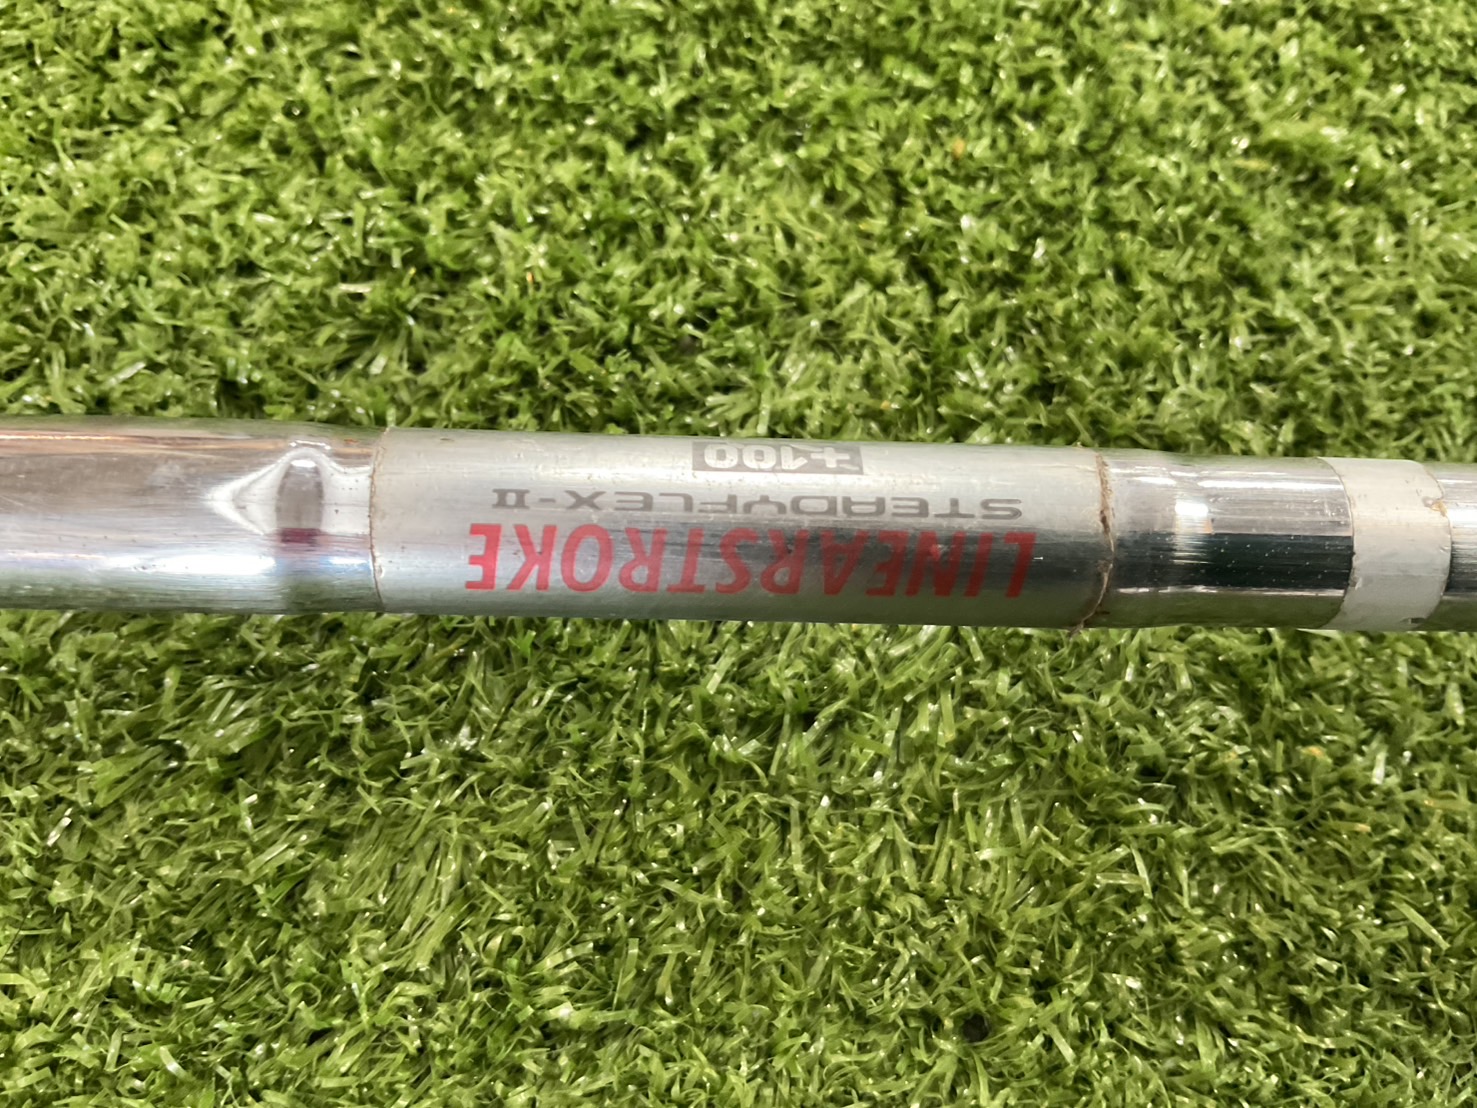 LINEARSTROKE
STEADYFLEX-II
+100